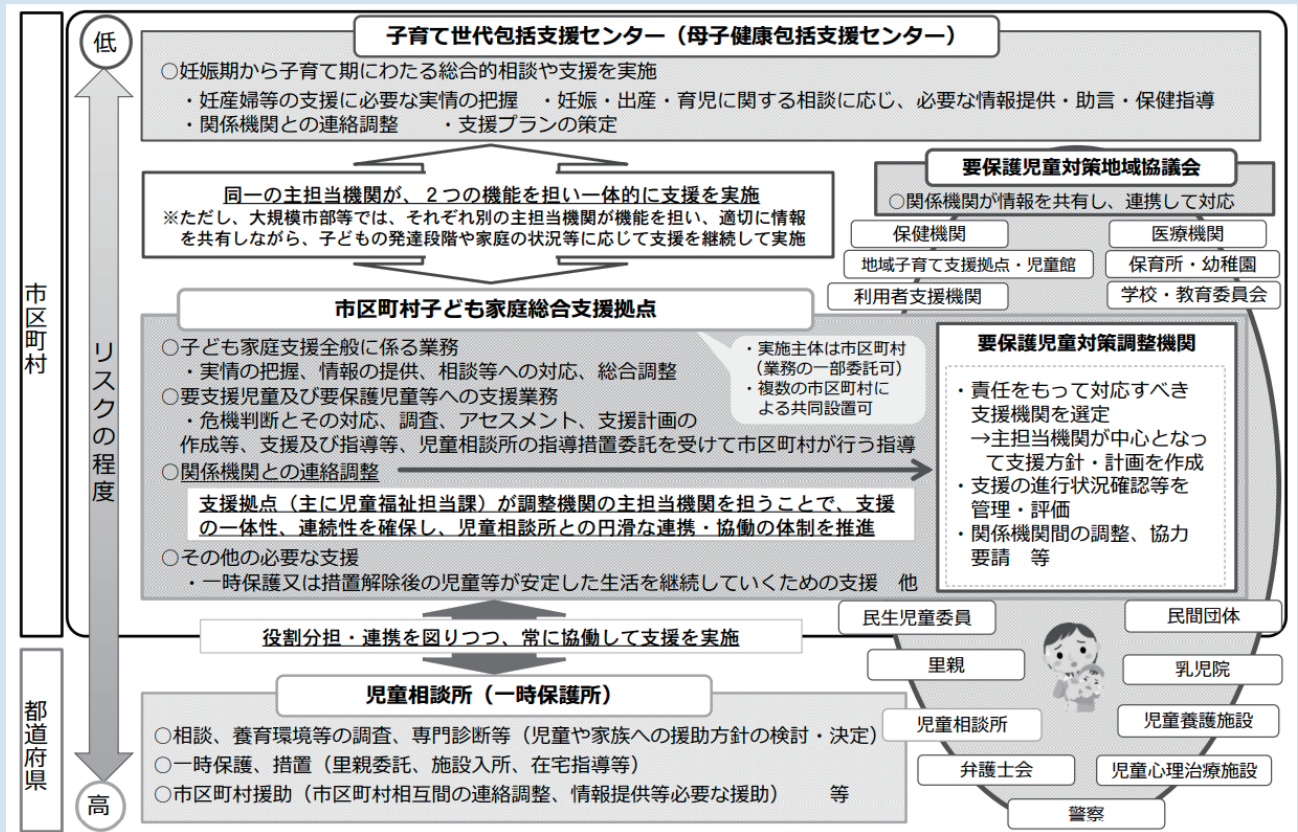 市区町村
都道府県
低
リスクの程度
高
子育て世代包括支援センター（母子健康包括支援センター）
○妊娠期から子育て期にわたる総合的相談や支援を実施
・妊産婦等の支援に必要な実情の把握　・妊娠・出産・育児に関する相談に応じ、必要な情報提供・助言・保健指導
・関係機関との連絡調整　・支援プランの策定
同一の主担当機関が、２つの機能を担い一体的に支援を実施
※ただし、大規模市部等では、それぞれ別の主担当機関が機能を担い、適切に情報
を共有しながら、子どもの発達段階や家庭の状況等に応じて支援を継続して実施
要保護児童対策地域協議会
○関係機関が情報を共有し、連携して対応
保健機関
医療機関
地域子育て支援拠点・児童館
保育所・幼稚園
利用者支援機関
学校・教育委員会
市区町村子ども家庭総合支援拠点
○子ども家庭支援全般に係る業務
・実情の把握、情報の提供、相談等への対応、総合調整
○要支援児童及び要保護児童等への支援業務
・危機判断とその対応、調査、アセスメント、支援計画の
作成等、支援及び指導等、児童相談所の指導措置委託を受けて市区町村が行う指導
○関係機関との連絡調整
支援拠点（主に児童福祉担当課）が調整機関の主担当機関を担うことで、支援
の一体性、連続性を確保し、児童相談所との円滑な連携・協働の体制を推進
○その他の必要な支援
・一時保護又は措置解除後の児童等が安定した生活を継続していくための支援　他
・実施主体は市区町村
（業務の一部委託可）
・複数の市区町村に
よる共同設置可
要保護児童対策調整機関
・責任をもって対応すべき
支援機関を選定
→主担当機関が中心となっ
て支援方針・計画を作成
・支援の進行状況確認等を
管理・評価
・関係機関間の調整、協力
要請　等
役割分担・連携を図りつつ、常に協働して支援を実施
児童相談所（一時保護所）
○相談、養育環境等の調査、専門診断等（児童や家族への援助方針の検討・決定）
○一時保護、措置（里親委託、施設入所、在宅指導等）
○市区町村援助（市区町村相互間の連絡調整、情報提供等必要な援助）　等
民生児童委員
民間団体
里親
乳児院
児童相談所
児童養護施設
弁護士会
児童心理治療施設
警察